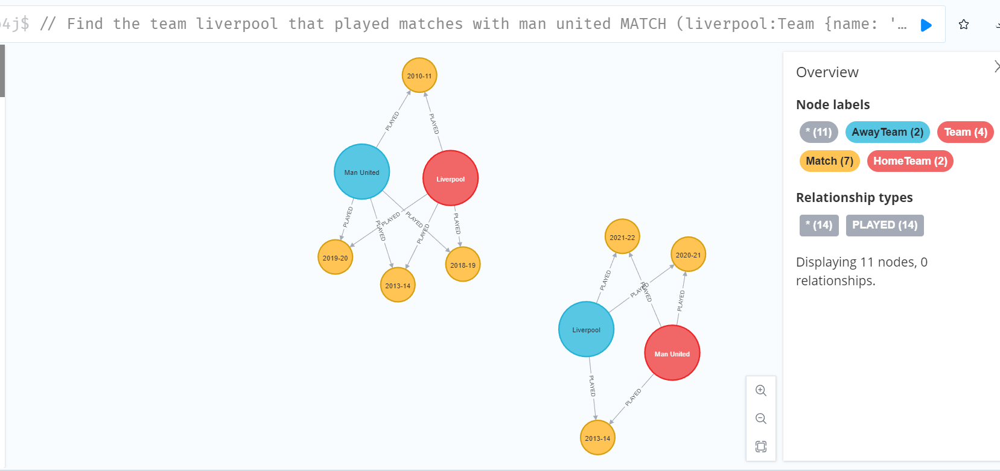 4j$ // Find the team liverpool that played matches with man united MATCH (liverpool:Team {name: '…
2010-11
PLAYED
PLAYED
Man United
Liverpool
PLAYED
PLAYED
PLAYED
PLAYED
PLAYED
PLAYED
2019-20
2013-14
2018-19
2021-22
2020-21
PLAYED
PLAYED
PLAYED
PLAYED
Liverpool
Man United
PLAYED
PLAYED
2013-14
Overview
Node labels
* (11) AwayTeam (2) Team (4)
Match (7) HomeTeam (2)
Relationship types
* (14) PLAYED (14)
Displaying 11 nodes, 0
relationships.